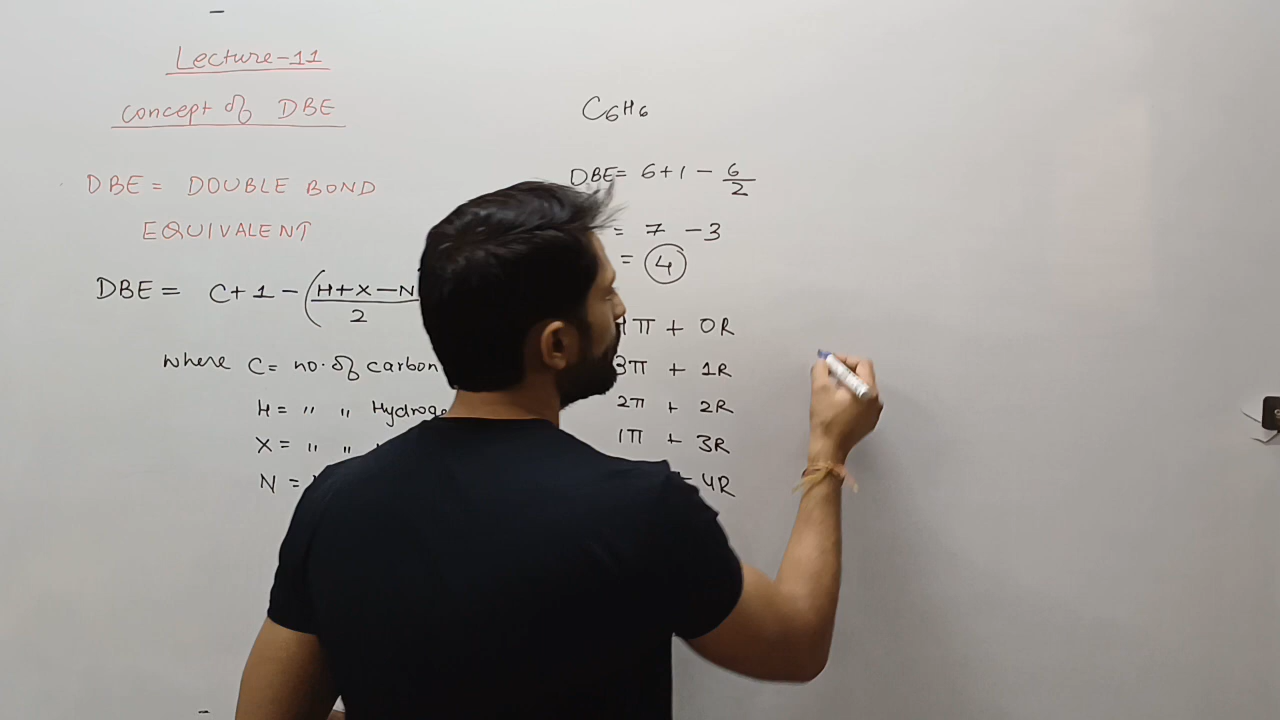 Lecture-11
Concept of DBE
DBE = DOUBLE BOND
EQUIVALENT
DBE = C+1-(H+X-N
2
where C= no. of carbon
H = " " Hydroge
X = " "
N =
C6H6
DBE= 6+1 - 6/2
= 7 - 3
= 4
π + 0R
3π + 1R
2π + 2R
1π + 3R
4R